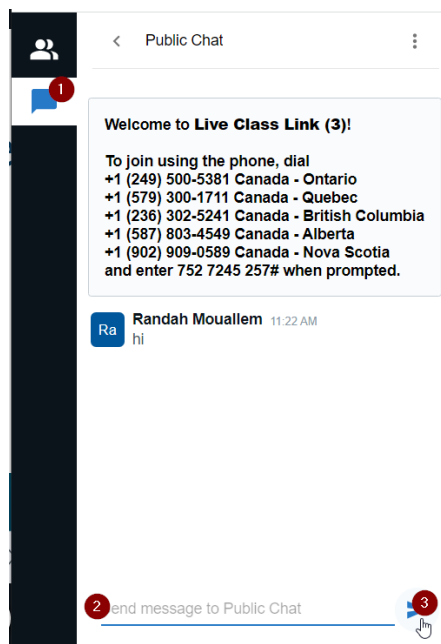 Public Chat
1
Welcome to Live Class Link (3)!
To join using the phone, dial
+1 (249) 500-5381 Canada - Ontario
+1 (579) 300-1711 Canada - Quebec
+1 (236) 302-5241 Canada - British Columbia
+1 (587) 803-4549 Canada - Alberta
+1 (902) 909-0589 Canada - Nova Scotia
and enter 752 7245 257# when prompted.
Ra Randah Mouallem 11:22 AM
hi
2 end message to Public Chat 3